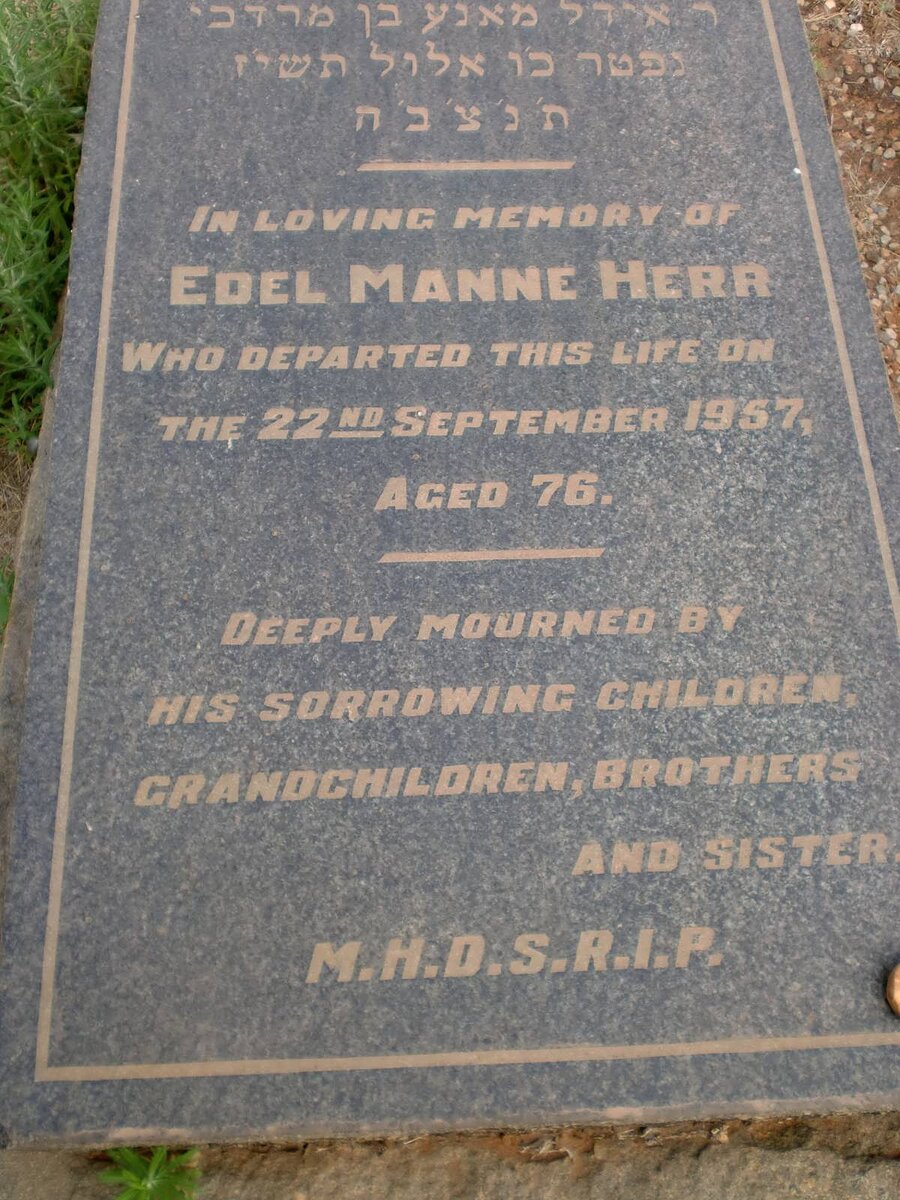 ר אידל מאנע בן מרדכי
נפטר כ׳ו אלול תשי׳ז
ת׳ נ׳ צ׳ ב׳ ה
IN LOVING MEMORY OF
EDEL MANNE HERR
WHO DEPARTED THIS LIFE ON
THE 22ND SEPTEMBER 1957,
AGED 76.
DEEPLY MOURNED BY
HIS SORROWING CHILDREN,
GRANDCHILDREN, BROTHERS
AND SISTER.
M.H.D.S.R.I.P.